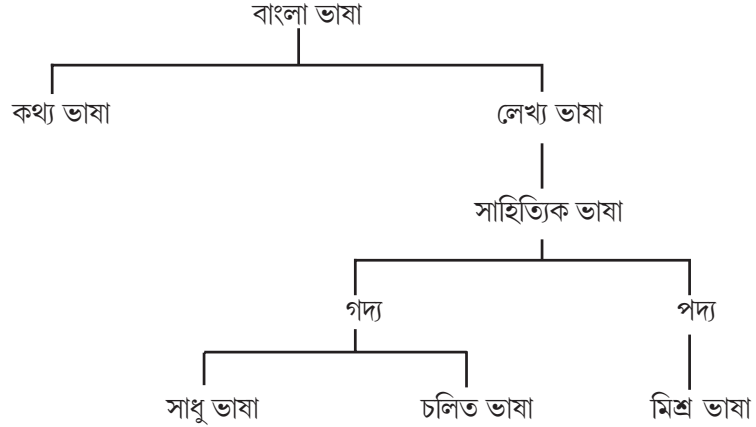 বাংলা ভাষা
কথ্য ভাষা লেখ্য ভাষা
সাহিত্যিক ভাষা
গদ্য পদ্য
সাধু ভাষা চলিত ভাষা মিশ্র ভাষা